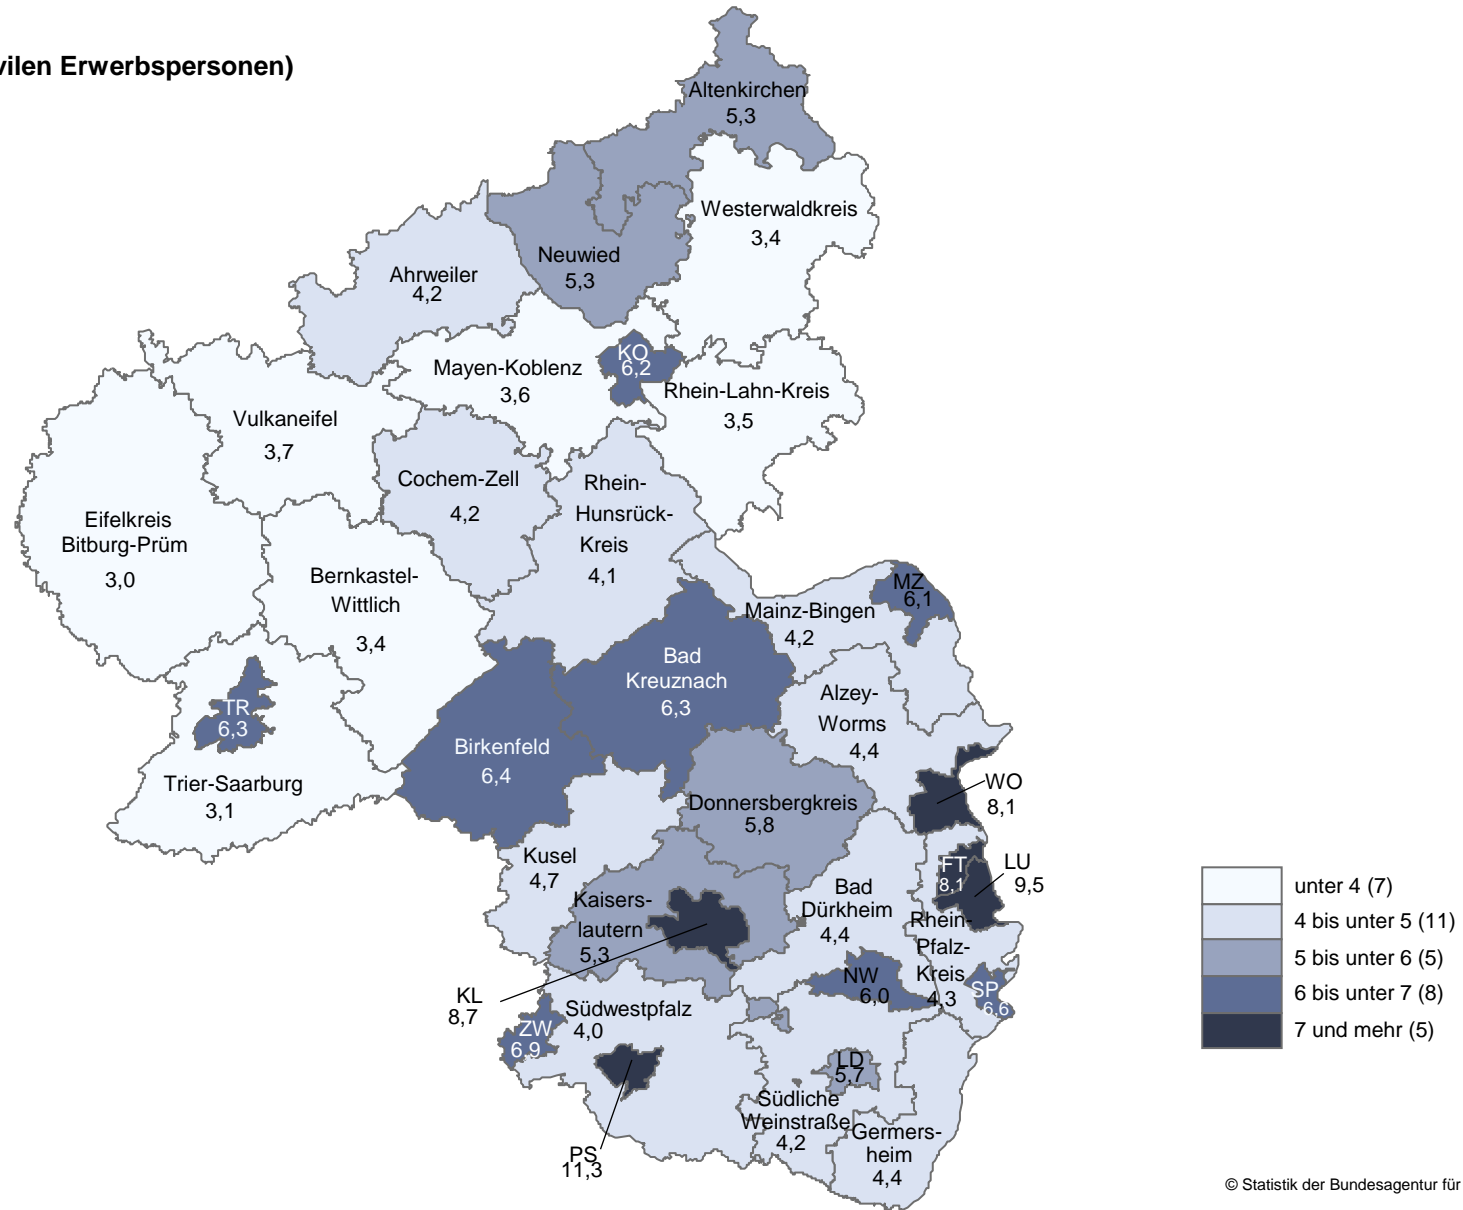 vilen Erwerbspersonen)
Altenkirchen
5,3
Westerwaldkreis
3,4
Neuwied
5,3
Ahrweiler
4,2
KO
6,2
Mayen-Koblenz
3,6
Rhein-Lahn-Kreis
3,5
Vulkaneifel
3,7
Cochem-Zell
4,2
Rhein-
Hunsrück-
Kreis
4,1
Eifelkreis
Bitburg-Prüm
3,0
Bernkastel-
Wittlich
3,4
MZ
6,1
Mainz-Bingen
4,2
Bad
Kreuznach
6,3
Alzey-
Worms
4,4
TR
6,3
Birkenfeld
6,4
Trier-Saarburg
3,1
WO
8,1
Donnersbergkreis
5,8
Kusel
4,7
FT
8,1
LU
9,5
Kaisers-
lautern
5,3
Bad
Dürkheim
4,4
Rhein-
Pfalz-
Kreis
4,3
NW
6,0
SP
6,6
KL
8,7
Südwestpfalz
4,0
ZW
6,9
LD
5,7
Südliche
Weinstraße
4,2
Germers-
heim
4,4
PS
11,3
unter 4 (7)
4 bis unter 5 (11)
5 bis unter 6 (5)
6 bis unter 7 (8)
7 und mehr (5)
© Statistik der Bundesagentur für